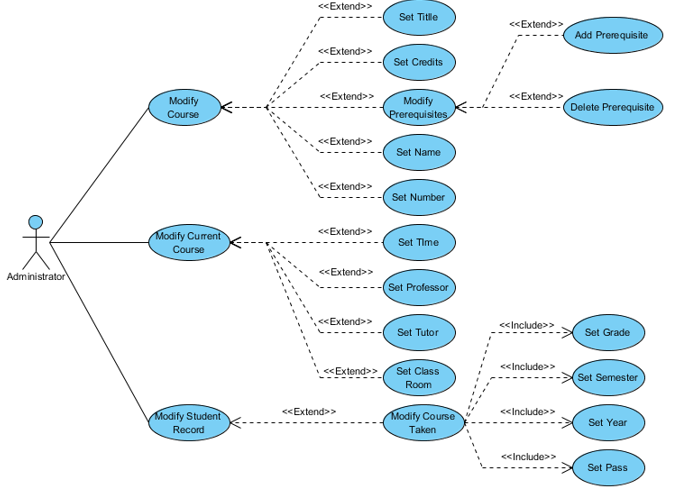 <<Extend>>
Set Titlle
<<Extend>>
Add Prerequisite
<<Extend>>
Set Credits
<<Extend>>
Modify
Course
<<Extend>>
Modify
Prerequisites
<<Extend>>
Delete Prerequisite
<<Extend>>
Set Name
<<Extend>>
Set Number
Administrator
Modify Current
Course
<<Extend>>
Set TIme
<<Extend>>
Set Professor
<<Extend>>
Set Tutor
<<Extend>>
Set Class
Room
<<Include>>
Set Grade
<<Include>>
Set Semester
Modify Student
Record
<<Extend>>
Modify Course
Taken
<<Include>>
Set Year
<<Include>>
Set Pass